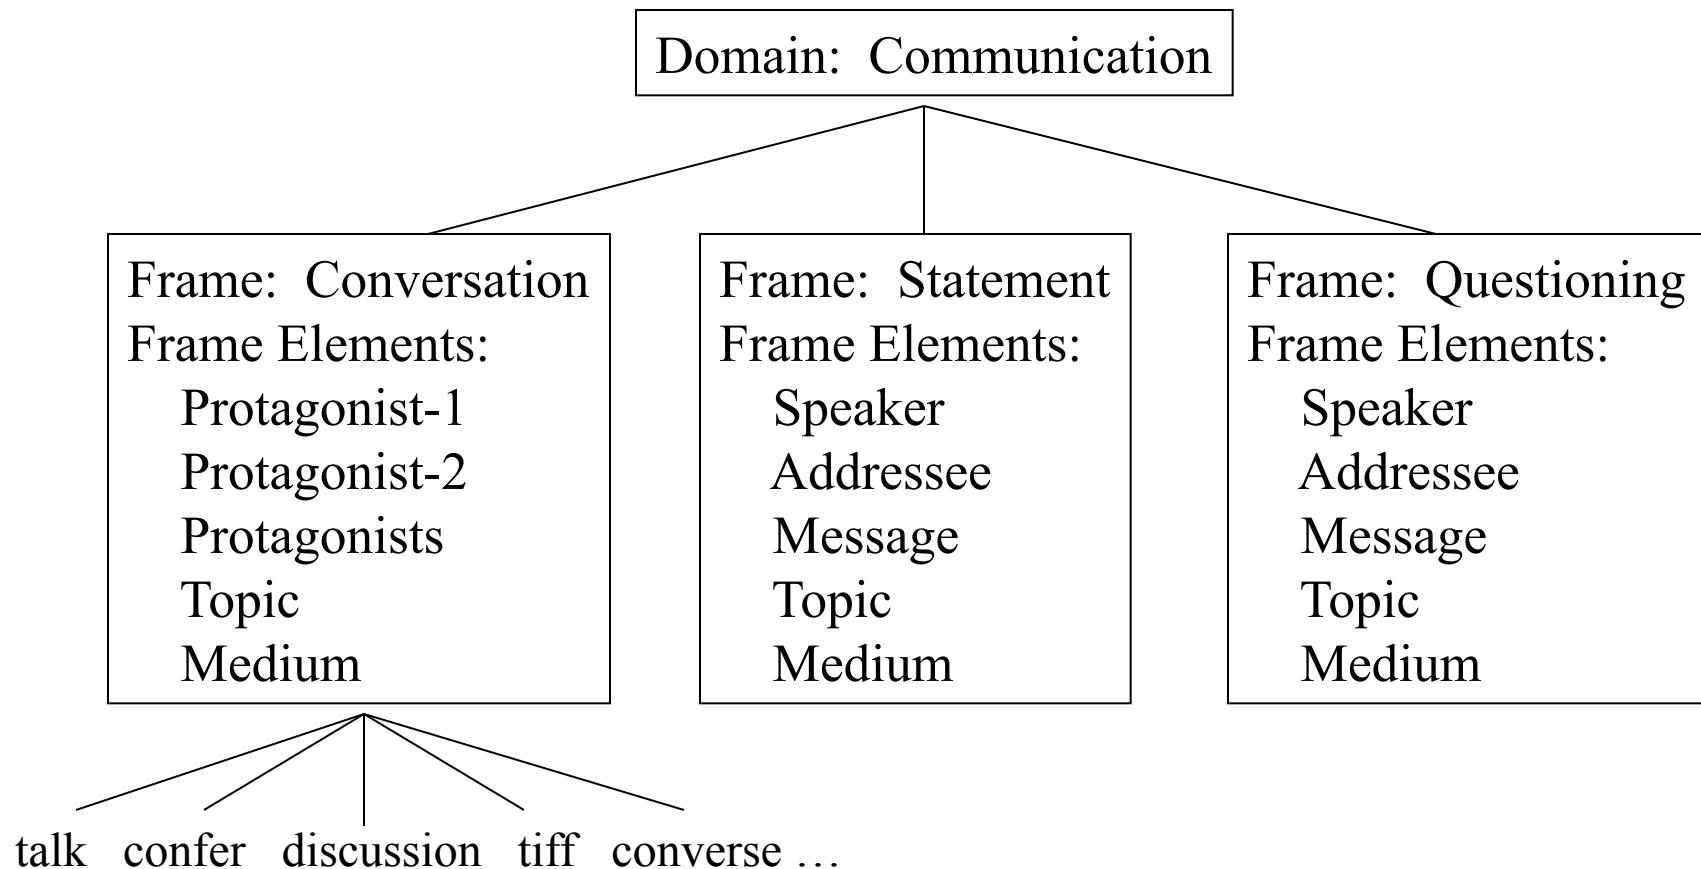 Domain: Communication
Frame: Conversation
Frame Elements:
Protagonist-1
Protagonist-2
Protagonists
Topic
Medium
Frame: Statement
Frame Elements:
Speaker
Addressee
Message
Topic
Medium
Frame: Questioning
Frame Elements:
Speaker
Addressee
Message
Topic
Medium
talk confer discussion tiff converse …